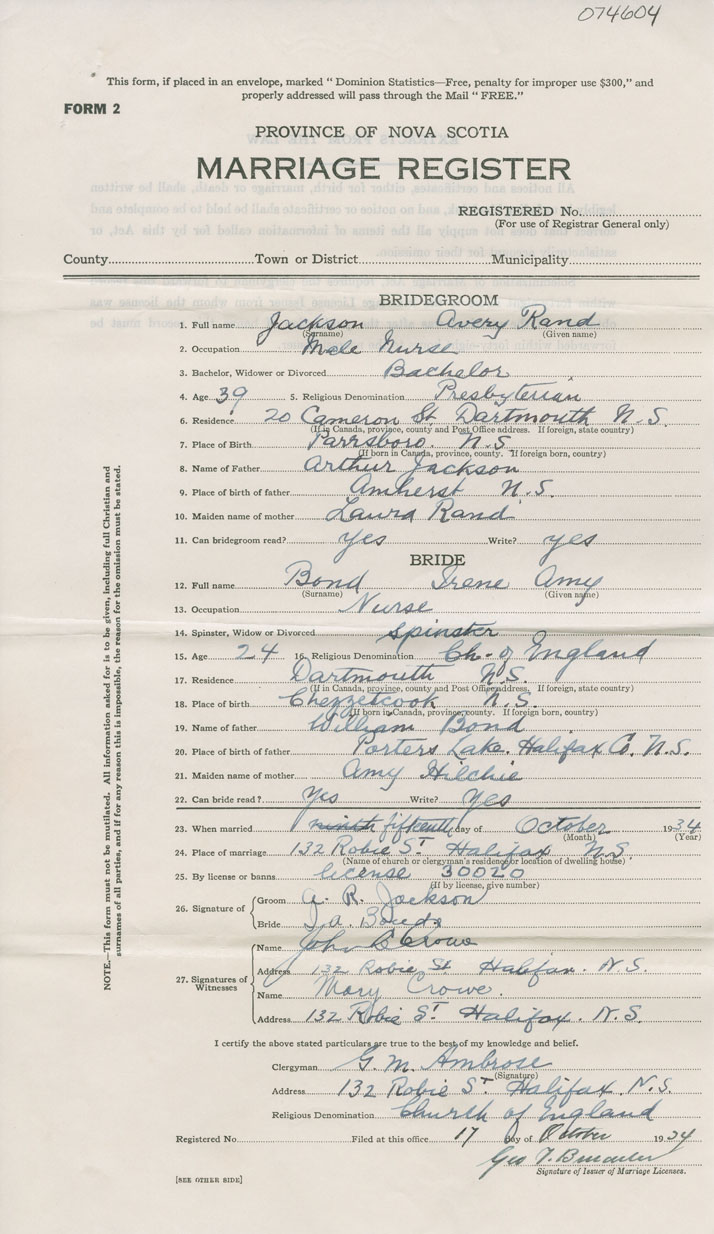 074604
This form, if placed in an envelope, marked " Dominion Statistics—Free, penalty for improper use $300," and
properly addressed will pass through the Mail " FREE."
FORM 2
PROVINCE OF NOVA SCOTIA
MARRIAGE REGISTER
REGISTERED No.
(For use of Registrar General only)
County Town or District Municipality
BRIDEGROOM
1. Full name Jackson Avery Rand
(Surname) (Given name)
2. Occupation Male Nurse
3. Bachelor, Widower or Divorced Bachelor
4. Age 39 5. Religious Denomination Presbyterian
6. Residence 20 Cameron St. Dartmouth N.S.
(If in Canada, province, county and Post Office address. If foreign, state country)
7. Place of Birth Parrsboro. N.S.
(If born in Canada, province, county. If foreign born, country)
8. Name of Father Arthur Jackson
9. Place of birth of father Amherst N.S.
10. Maiden name of mother Laura Rand
11. Can bridegroom read? yes Write? yes
BRIDE
12. Full name Bond Irene Amy
(Surname) (Given name)
13. Occupation Nurse
14. Spinster, Widow or Divorced Spinster
15. Age 24 16. Religious Denomination Ch. of England
17. Residence Dartmouth N.S.
(If in Canada, province, county and Post Office address. If foreign, state country)
18. Place of birth Chezzetcook N.S.
(If born in Canada, province, county. If foreign born, country)
19. Name of father William Bond
20. Place of birth of father Porters Lake. Halifax Co. N.S.
21. Maiden name of mother Amy Hilchie
22. Can bride read? Yes Write? Yes
23. When married ninth fifteenth day of October 1934
(Month) (Year)
24. Place of marriage 132 Robie St Halifax N.S.
(Name of church or clergyman's residence or location of dwelling house)
25. By license or banns license 30020
(If by license, give number)
26. Signature of Groom A. R. Jackson
Bride I. A. Bond
27. Signatures of Witnesses Name John C Crowe
Address 132 Robie St Halifax. N.S.
Name Mary Crowe.
Address 132 Robie St Halifax. N.S.
I certify the above stated particulars are true to the best of my knowledge and belief.
Clergyman G. M. Ambrose
(Signature)
Address 132 Robie St Halifax. N.S.
Religious Denomination Church of England
Registered No. Filed at this office 17 day of October 1934
Geo
Signature of Issuer of Marriage Licenses.
[SEE OTHER SIDE]
NOTE.—This form must not be mutilated. All information asked for is to be given, including full Christian and
surnames of all parties, and if for any reason this is impossible, the reason for the omission must be stated.